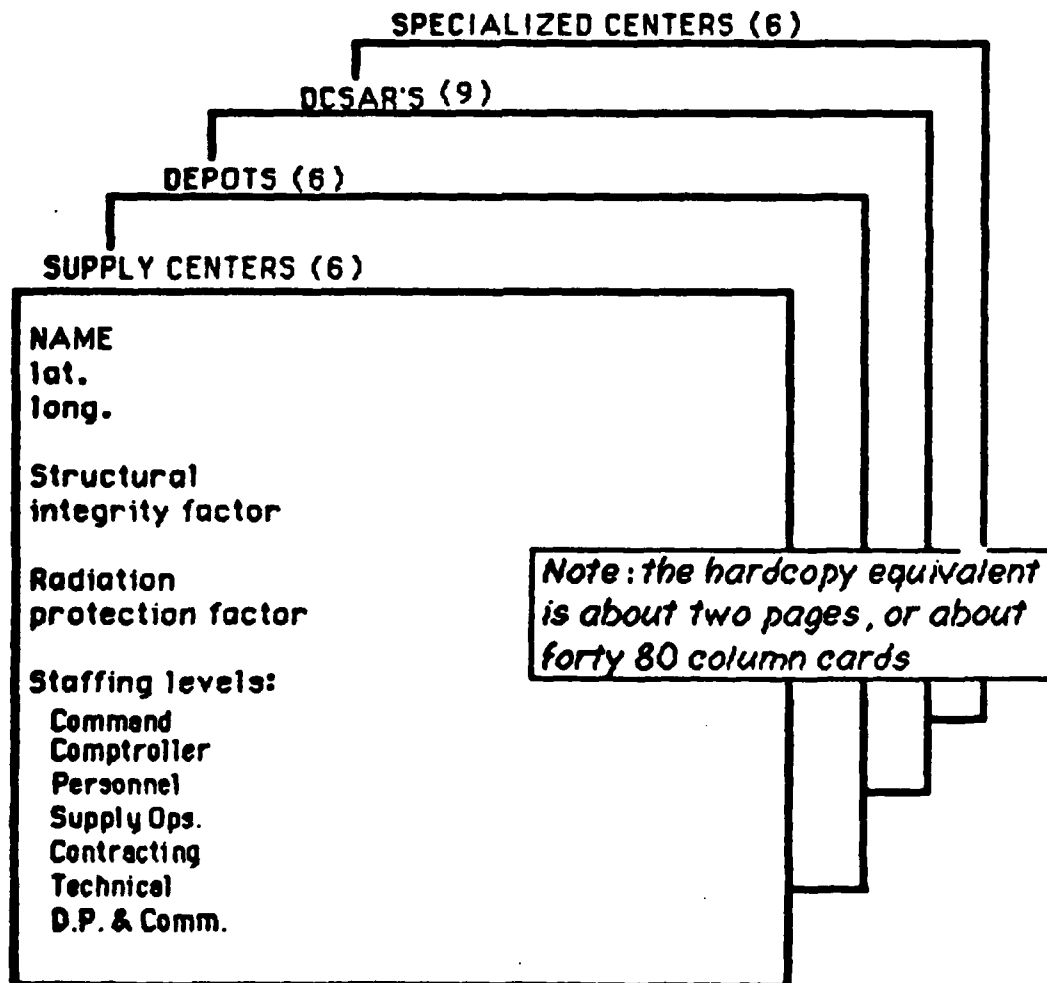 SPECIALIZED CENTERS (6)
DCSAR'S (9)
DEPOTS (6)
SUPPLY CENTERS (6)
NAME
lat.
long.
Structural
integrity factor
Radiation
protection factor
Staffing levels:
Command
Comptroller
Personnel
Supply Ops.
Contracting
Technical
D.P. & Comm.
Note: the hardcopy equivalent
is about two pages, or about
forty 80 column cards